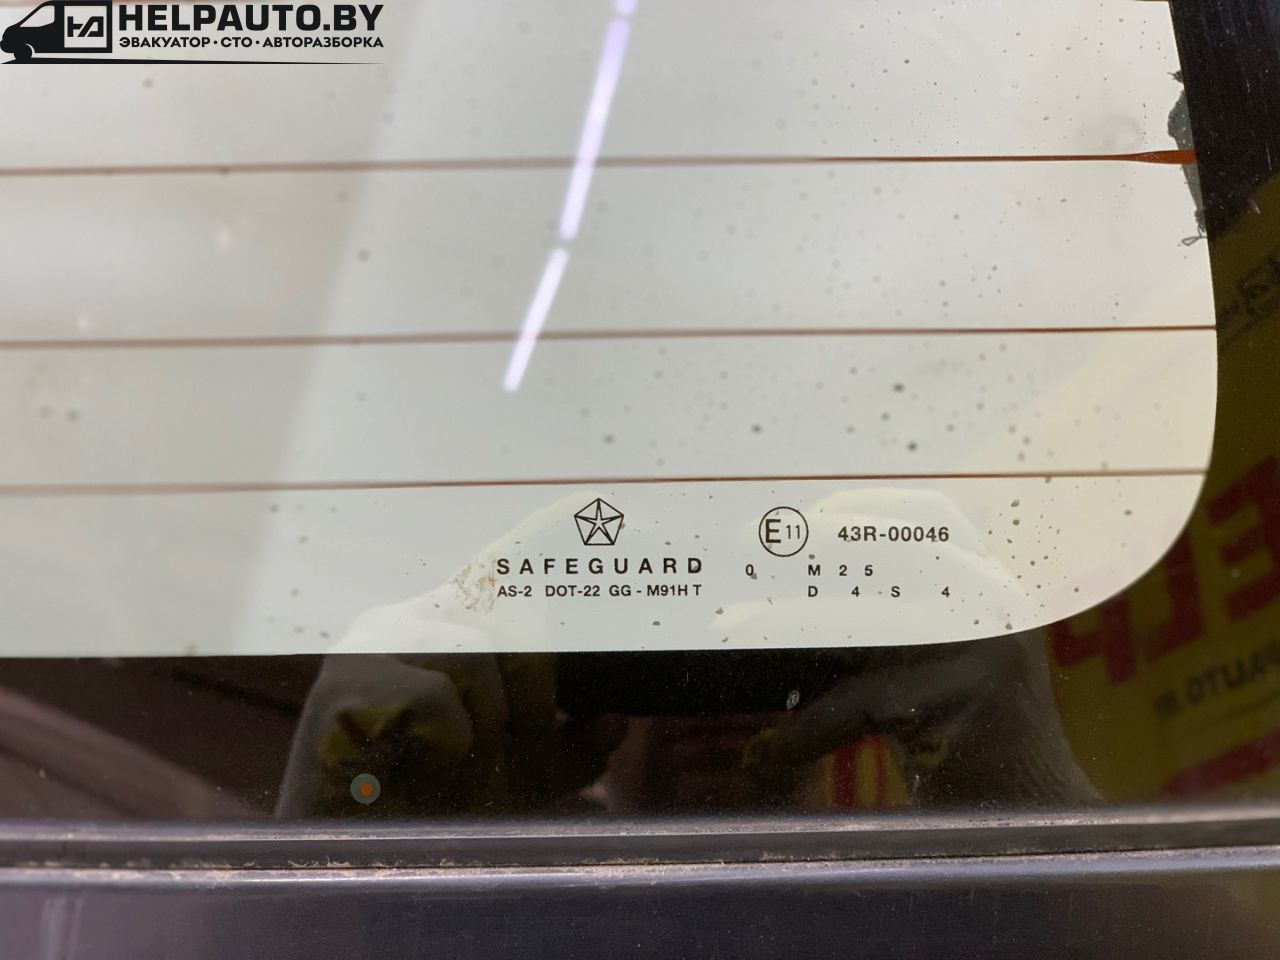 HELPAUTO.BY
ЭВАКУАТОР·СТО·АВТОРАЗБОРКА
E11 43R-00046
SAFEGUARD 0 M 2 5
AS-2 DOT-22 GG - M91H T D 4 S 4